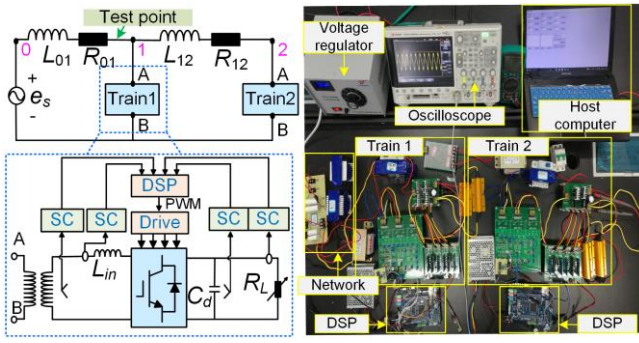 Test point
0
L01
R01
1
L12
R12
2
+
es
-
A
Train1
B
A
Train2
B
DSP
PWM
SC
SC
Drive
SC
SC
A
B
Lin
Cd
RL
Voltage
regulator
Oscilloscope
Host
computer
Train 1
Train 2
Network
DSP
DSP